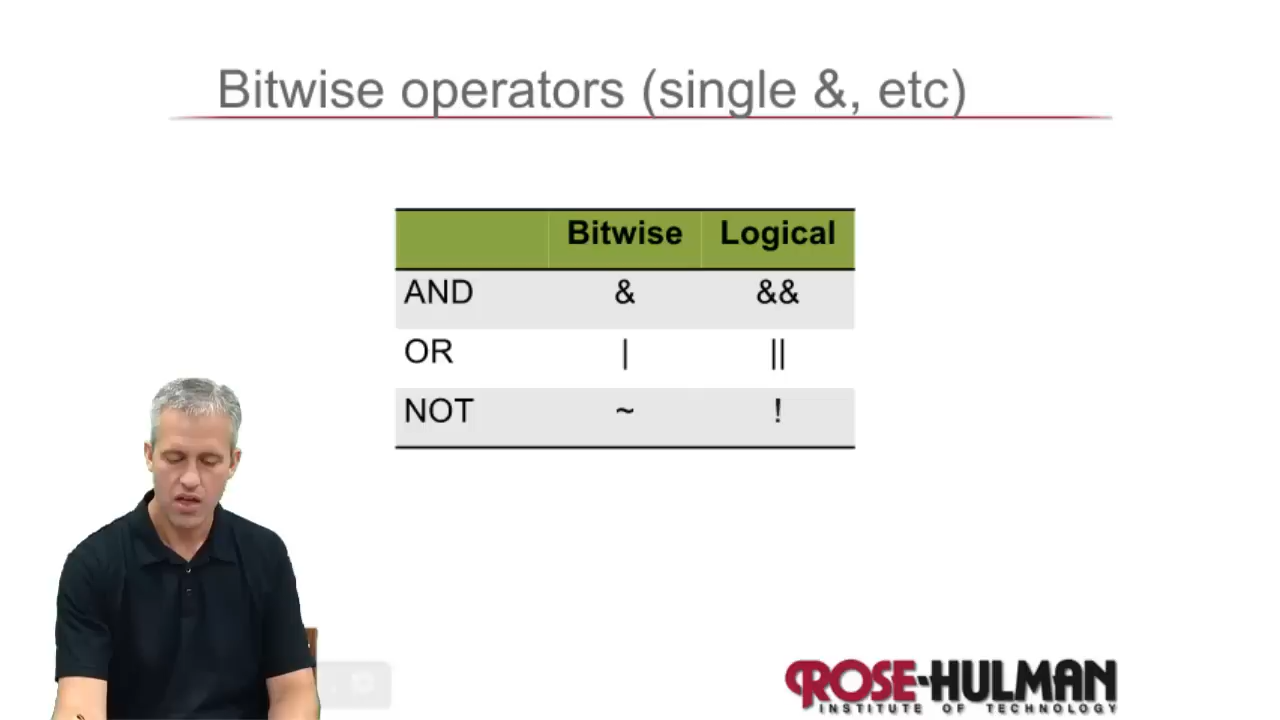 Bitwise operators (single &, etc)
Bitwise Logical
AND & &&
OR | ||
NOT ~ !
ROSE-HULMAN
INSTITUTE OF TECHNOLOGY